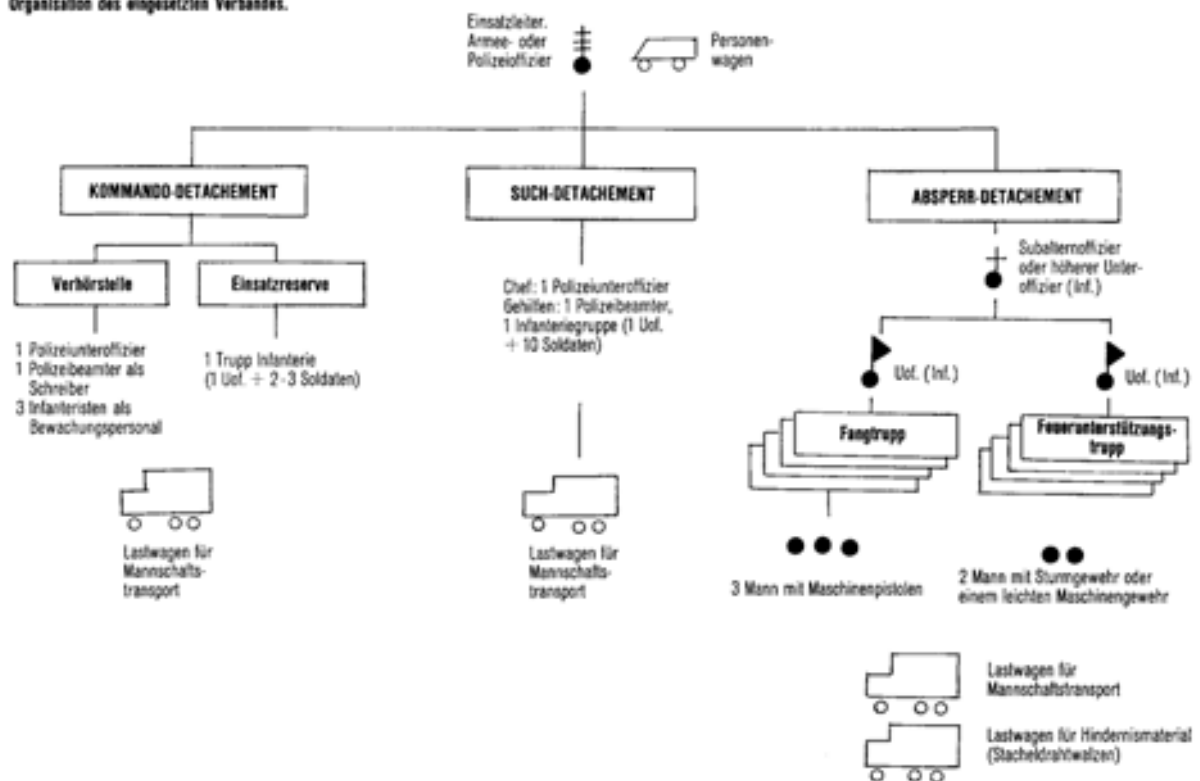 Organisation des eingesetzten Verbandes.
Einsatzleiter.
Armee- oder
Polizeioffizier
Personen-
wagen
KOMMANDO-DETACHEMENT
SUCH-DETACHEMENT
ABSPERR-DETACHEMENT
Subalternoffizier
oder höherer Unter-
offizier (Inf.)
Verhörstelle
Einsatzreserve
Chef: 1 Polizeiunteroffizier
Gehilfen: 1 Polizeibeamter,
1 Infanteriegruppe (1 Uof.
+ 10 Soldaten)
1 Polizeiunteroffizier
1 Polizeibeamter als
Schreiber
3 Infanteristen als
Bewachungspersonal
1 Trupp Infanterie
(1 Uof. + 2-3 Soldaten)
Uof. (Inf.)
Uof. (Inf.)
Fangtrupp
Feuerunterstützungs-
trupp
Lastwagen für
Mannschafts-
transport
Lastwagen für
Mannschafts-
transport
3 Mann mit Maschinenpistolen
2 Mann mit Sturmgewehr oder
einem leichten Maschinengewehr
Lastwagen für
Mannschaftstransport
Lastwagen für Hindernismaterial
(Stacheldrahtwalzen)